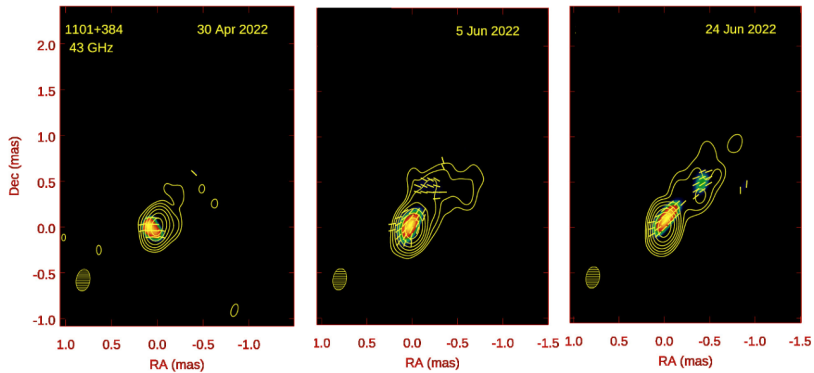 1101+384
43 GHz
30 Apr 2022
5 Jun 2022
24 Jun 2022
Dec (mas)
2.0
1.5
1.0
0.5
0.0
-0.5
-1.0
1.0 0.5 0.0 -0.5 -1.0
RA (mas)
1.0 0.5 0.0 -0.5 -1.0 -1.5
RA (mas)
1.0 0.5 0.0 -0.5 -1.0 -1.5
RA (mas)